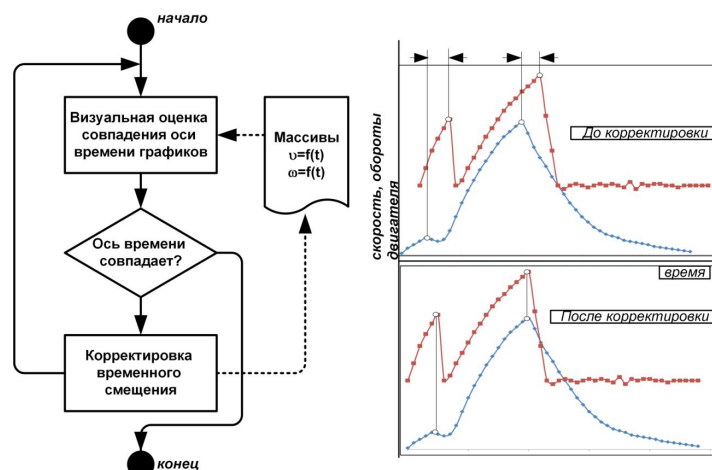 начало
Визуальная оценка
совпадения оси
времени графиков
Массивы
υ=f(t)
ω=f(t)
Ось времени
совпадает?
Корректировка
временного
смещения
конец
скорость, обороты
двигателя
До корректировки
время
После корректировки